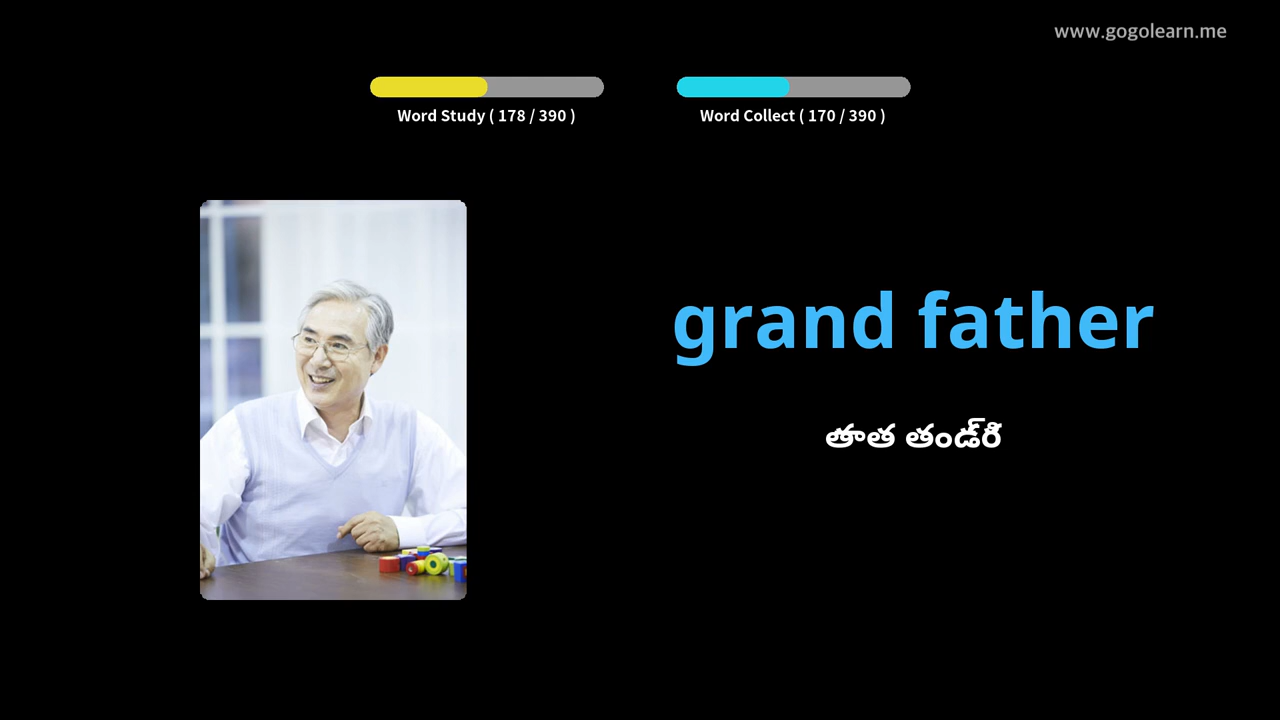 www.gogolearn.me
Word Study ( 178 / 390 )
Word Collect ( 170 / 390 )
grand father
తాత తండ్రి